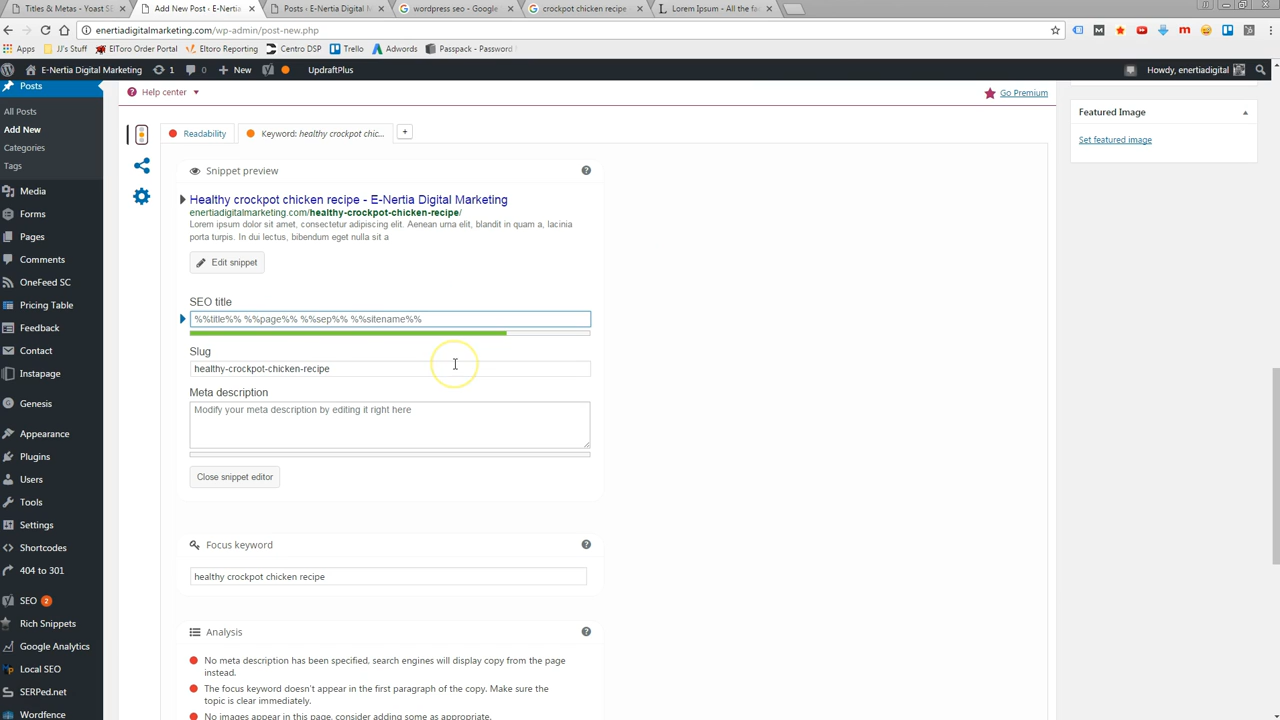 Titles & Metas - Yoast S
Add New Post ‹ E-Nertia
Posts ‹ E-Nertia Digital
wordpress seo - Google
crockpot chicken recipe
Lorem Ipsum - All the fa
enertiadigitalmarketing.com/wp-admin/post-new.php
Apps JJ's Stuff ElToro Order Portal Eltoro Reporting Centro DSP Trello Adwords Passpack - Password
E-Nertia Digital Marketing 1 0 New UpdraftPlus Howdy, enertiadigital
Posts
All Posts
Add New
Categories
Tags
Media
Forms
Pages
Comments
OneFeed SC
Pricing Table
Feedback
Contact
Instapage
Genesis
Appearance
Plugins
Users
Tools
Settings
Shortcodes
404 to 301
SEO 2
Rich Snippets
Google Analytics
Local SEO
SERPed.net
Wordfence
Help center
Go Premium
Readability
Keyword: healthy crockpot chic...
+
Snippet preview
Healthy crockpot chicken recipe - E-Nertia Digital Marketing
enertiadigitalmarketing.com/healthy-crockpot-chicken-recipe/
Lorem ipsum dolor sit amet, consectetur adipiscing elit. Aenean urna elit, blandit in quam a, lacinia
porta turpis. In dui lectus, bibendum eget nulla sit a
Edit snippet
SEO title
%%title%% %%page%% %%sep%% %%sitename%%
Slug
healthy-crockpot-chicken-recipe
Meta description
Modify your meta description by editing it right here
Close snippet editor
Focus keyword
healthy crockpot chicken recipe
Analysis
No meta description has been specified, search engines will display copy from the page
instead.
The focus keyword doesn't appear in the first paragraph of the copy. Make sure the
topic is clear immediately.
No images appear in this page, consider adding some as appropriate.
Featured Image
Set featured image